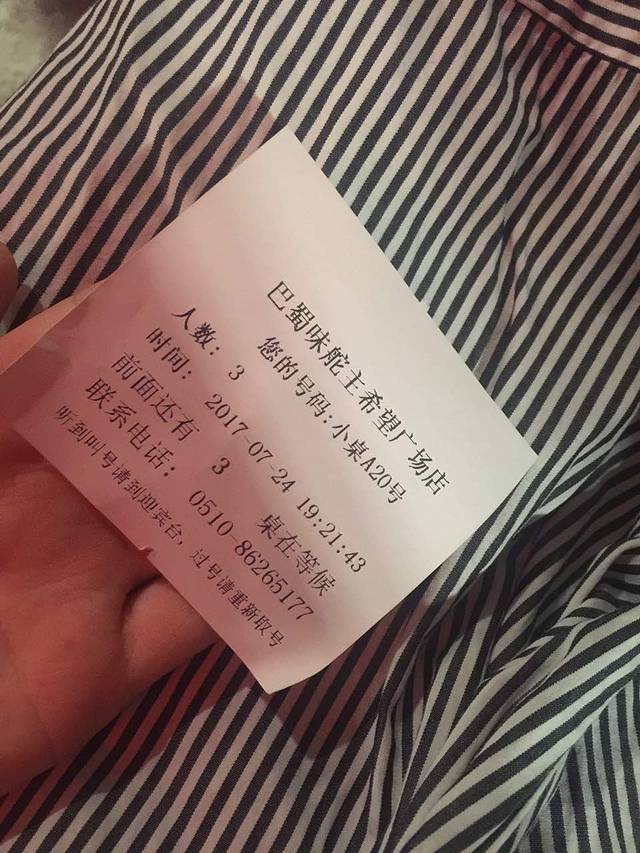 巴蜀味舵主希望广场店
您的号码:小桌A20号
人数: 3
时间: 2017-07-24 19:21:43
前面还有 3 桌在等候
联系电话: 0510-86265177
听到叫号请到迎宾台，过号请重新取号